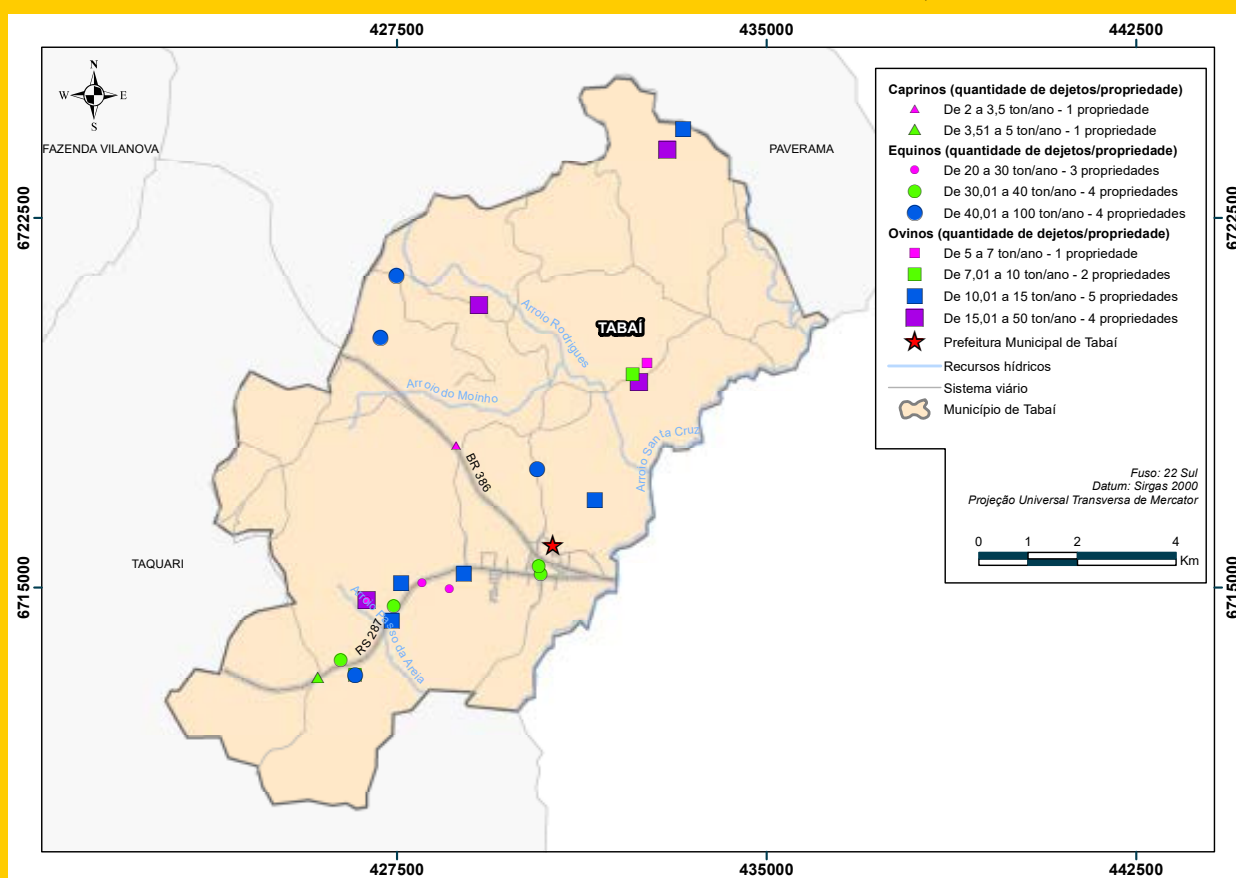 427500
435000
442500
N
W
E
S
FAZENDA VILANOVA
PAVERAMA
6722500
6722500
Caprinos (quantidade de dejetos/propriedade)
De 2 a 3,5 ton/ano - 1 propriedade
De 3,51 a 5 ton/ano - 1 propriedade
Equinos (quantidade de dejetos/propriedade)
De 20 a 30 ton/ano - 3 propriedades
De 30,01 a 40 ton/ano - 4 propriedades
De 40,01 a 100 ton/ano - 4 propriedades
Ovinos (quantidade de dejetos/propriedade)
De 5 a 7 ton/ano - 1 propriedade
De 7,01 a 10 ton/ano - 2 propriedades
De 10,01 a 15 ton/ano - 5 propriedades
De 15,01 a 50 ton/ano - 4 propriedades
Prefeitura Municipal de Tabaí
Recursos hídricos
Sistema viário
Município de Tabaí
Arroio Rodrigues
TABAÍ
Arroio do Moinho
Arroio Santa Cruz
BR 386
Fuso: 22 Sul
Datum: Sirgas 2000
Projeção Universal Transversa de Mercator
0 1 2 4
Km
TAQUARI
6715000
6715000
Arroio Passo da Areia
RS 287
427500
435000
442500